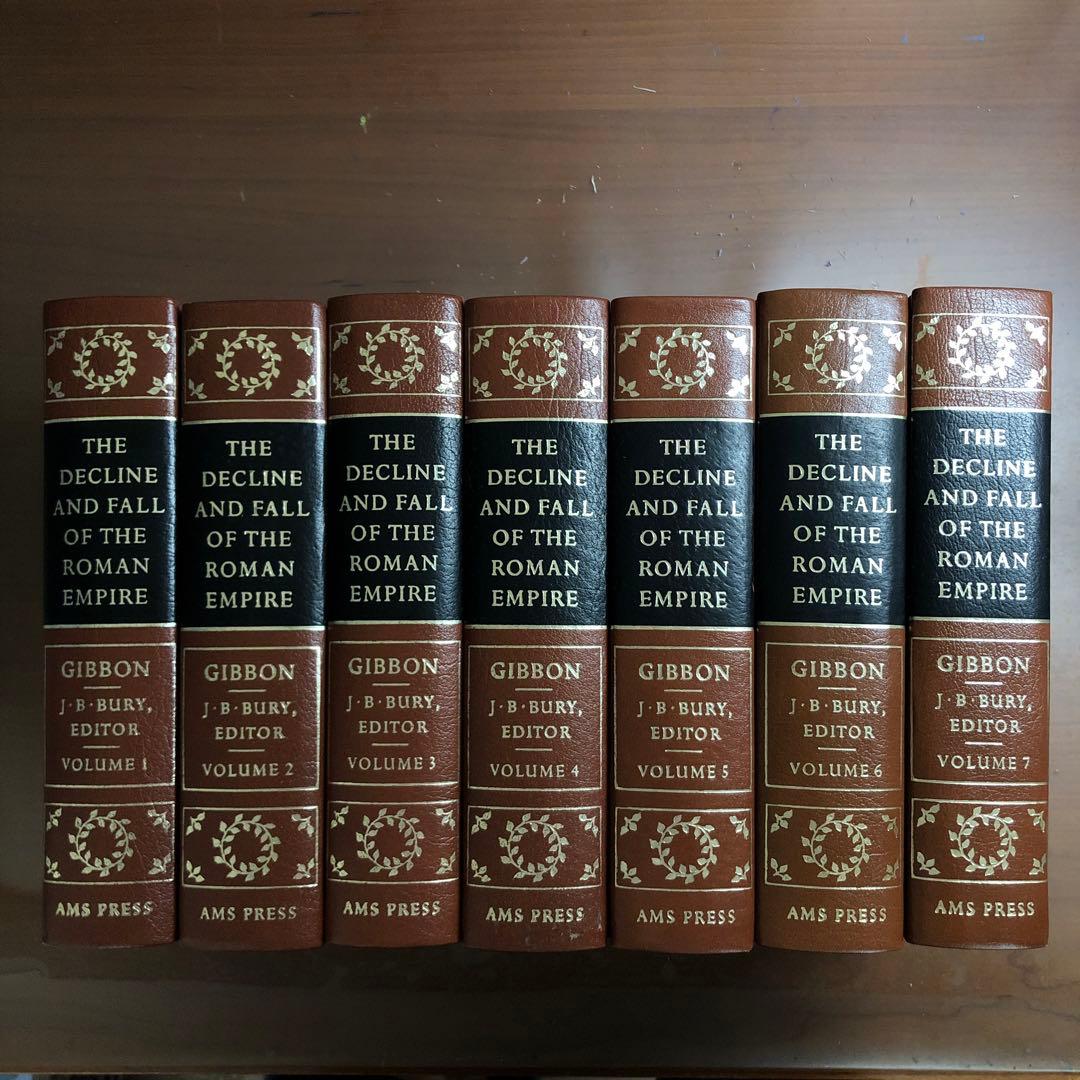 THE
DECLINE
AND FALL
OF THE
ROMAN
EMPIRE
GIBBON
J·B·BURY,
EDITOR
VOLUME 1
AMS PRESS
THE
DECLINE
AND FALL
OF THE
ROMAN
EMPIRE
GIBBON
J·B·BURY,
EDITOR
VOLUME 2
AMS PRESS
THE
DECLINE
AND FALL
OF THE
ROMAN
EMPIRE
GIBBON
J·B·BURY,
EDITOR
VOLUME 3
AMS PRESS
THE
DECLINE
AND FALL
OF THE
ROMAN
EMPIRE
GIBBON
J·B·BURY,
EDITOR
VOLUME 4
AMS PRESS
THE
DECLINE
AND FALL
OF THE
ROMAN
EMPIRE
GIBBON
J·B·BURY,
EDITOR
VOLUME 5
AMS PRESS
THE
DECLINE
AND FALL
OF THE
ROMAN
EMPIRE
GIBBON
J·B·BURY,
EDITOR
VOLUME 6
AMS PRESS
THE
DECLINE
AND FALL
OF THE
ROMAN
EMPIRE
GIBBON
J·B·BURY,
EDITOR
VOLUME 7
AMS PRESS